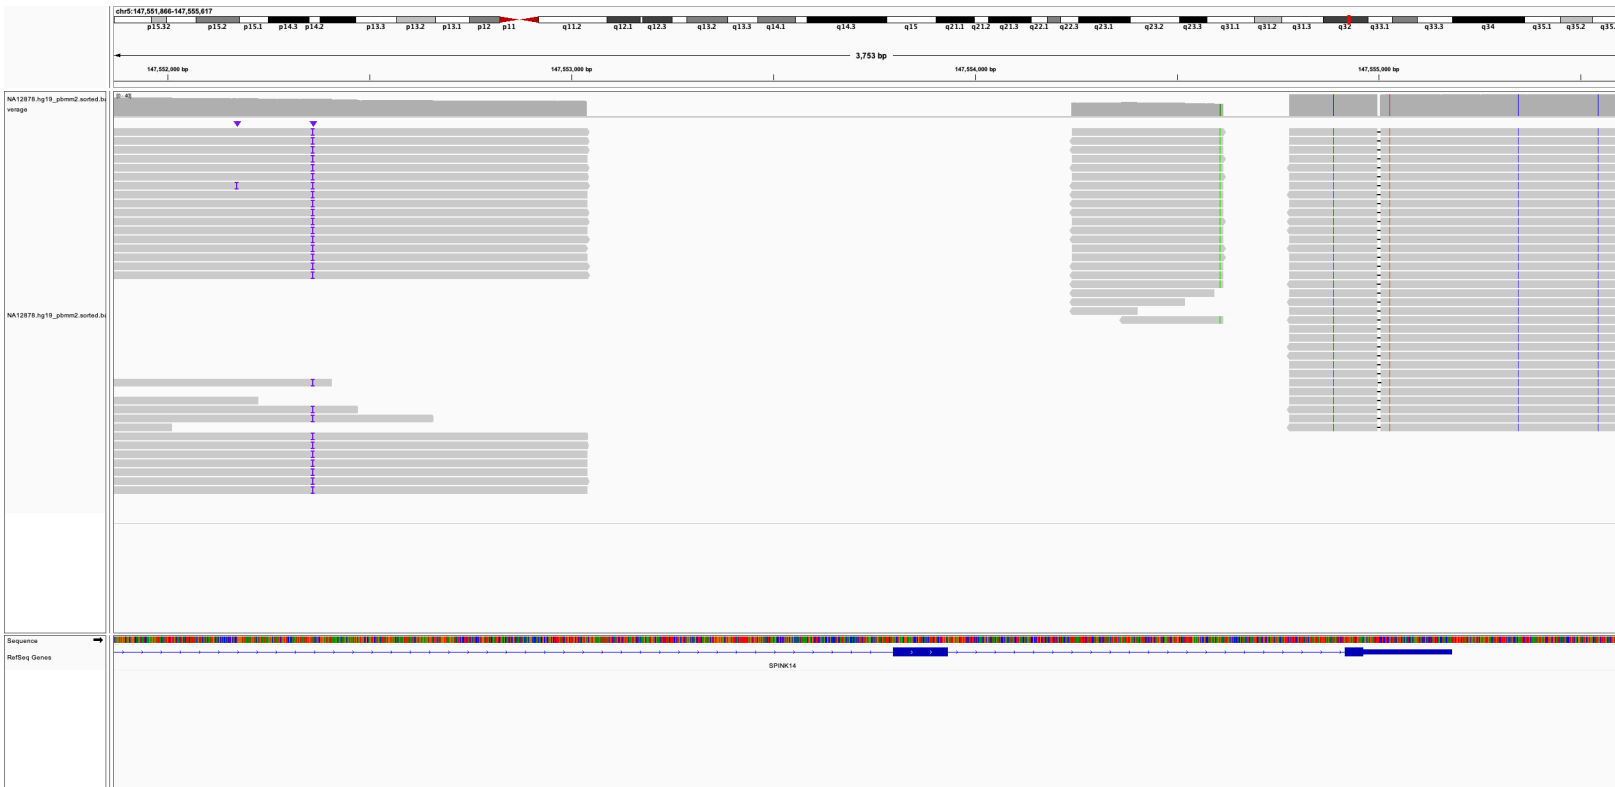 chr5:147,551,866-147,555,617
p15.32 p15.2 p15.1 p14.3 p14.2 p13.3 p13.2 p13.1 p12 p11 q11.2 q12.1 q12.3 q13.2 q14.1 q14.3 q15 q21.1 q21.2 q21.3 q22.1 q22.3 q23.1 q23.2 q23.3 q31.1 q31.2 q31.3 q32 q33.1 q33.3 q34 q35.1 q35.2 q35.
3,753 bp
147,552,000 bp 147,553,000 bp 147,554,000 bp 147,555,000 bp
NA12878.hg19_pbmm2.sorted.b
verage
[0 - 40]
NA12878.hg19_pbmm2.sorted.b
Sequence
RefSeq Genes
SPINK14